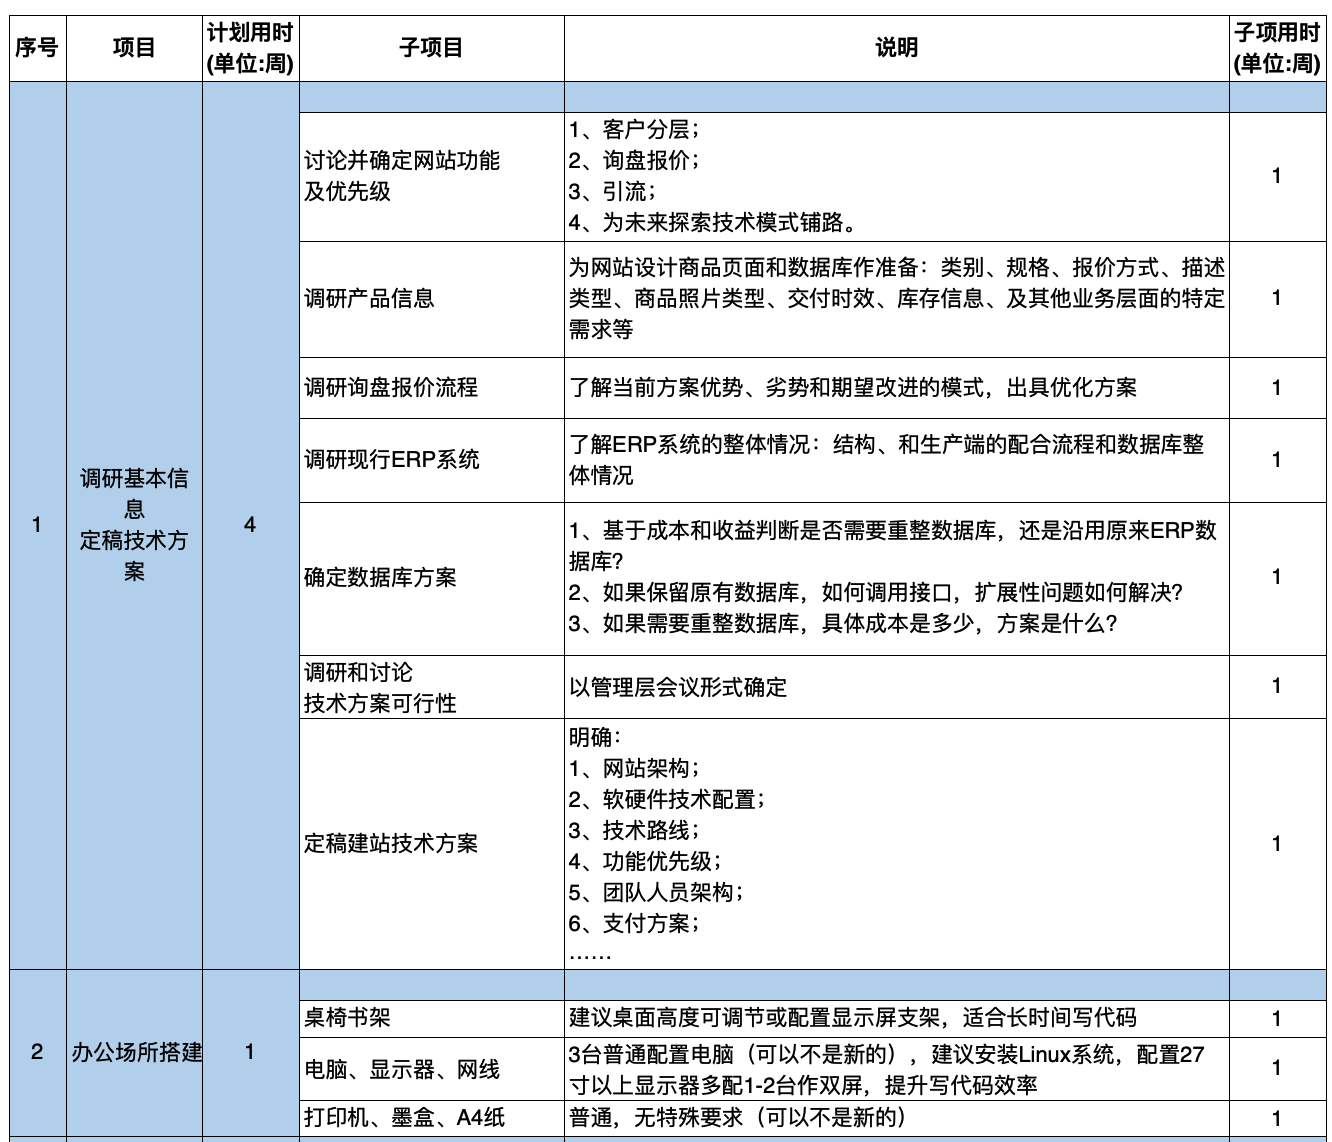 序号
项目
计划用时
(单位:周)
子项目
说明
子项用时
(单位:周)
1
调研基本信
息
定稿技术方
案
4
讨论并确定网站功能
及优先级
1、客户分层；
2、询盘报价；
3、引流；
4、为未来探索技术模式铺路。
1
调研产品信息
为网站设计商品页面和数据库作准备：类别、规格、报价方式、描述
类型、商品照片类型、交付时效、库存信息、及其他业务层面的特定
需求等
1
调研询盘报价流程
了解当前方案优势、劣势和期望改进的模式，出具优化方案
1
调研现行ERP系统
了解ERP系统的整体情况：结构、和生产端的配合流程和数据库整
体情况
1
确定数据库方案
1、基于成本和收益判断是否需要重整数据库，还是沿用原来ERP数
据库？
2、如果保留原有数据库，如何调用接口，扩展性问题如何解决？
3、如果需要重整数据库，具体成本是多少，方案是什么？
1
调研和讨论
技术方案可行性
以管理层会议形式确定
1
定稿建站技术方案
明确：
1、网站架构；
2、软硬件技术配置；
3、技术路线；
4、功能优先级；
5、团队人员架构；
6、支付方案；
……
1
2
办公场所搭建
1
桌椅书架
建议桌面高度可调节或配置显示屏支架，适合长时间写代码
1
电脑、显示器、网线
3台普通配置电脑（可以不是新的），建议安装Linux系统，配置27
寸以上显示器多配1-2台作双屏，提升写代码效率
1
打印机、墨盒、A4纸
普通，无特殊要求（可以不是新的）
1